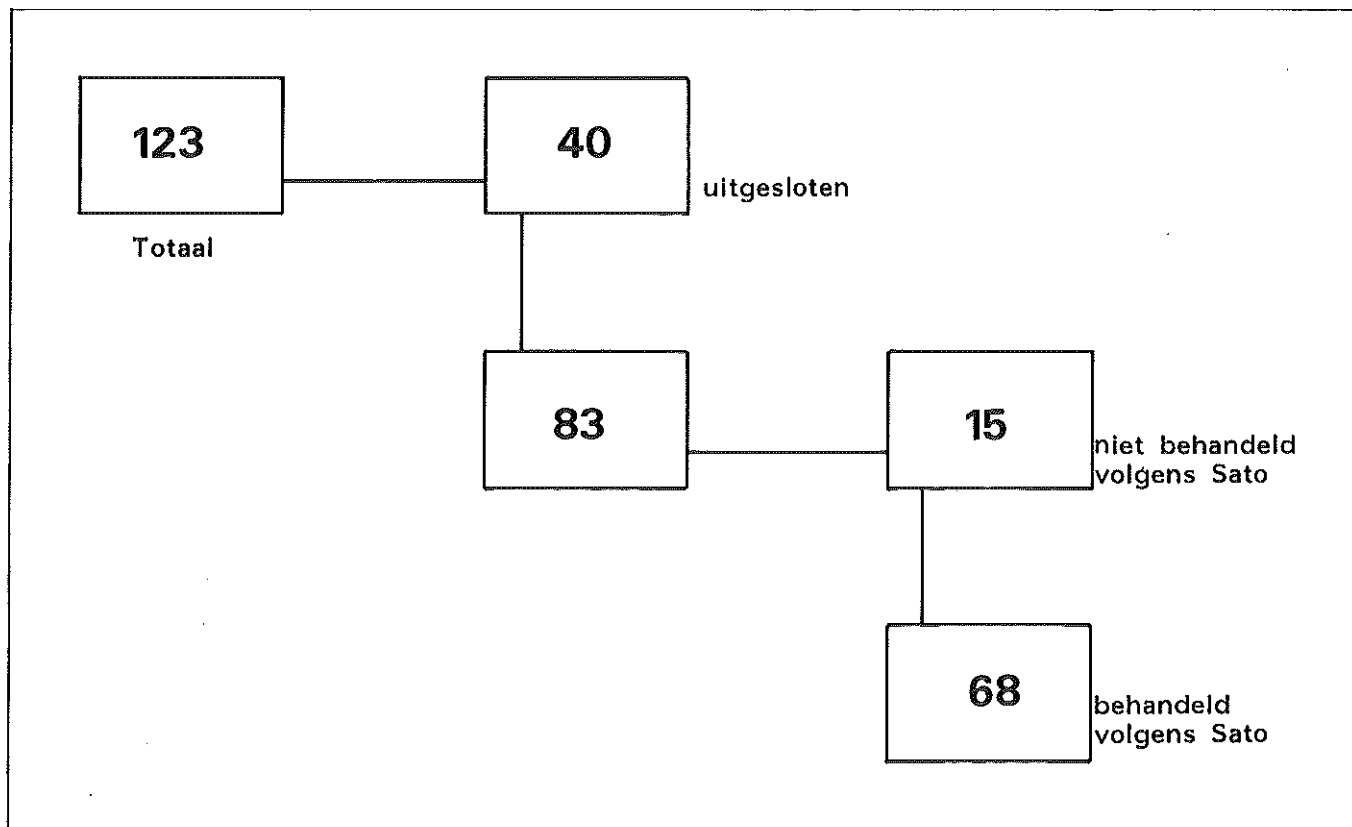 123
Totaal
40
uitgesloten
83
15
niet behandeld
volgens Sato
68
behandeld
volgens Sato